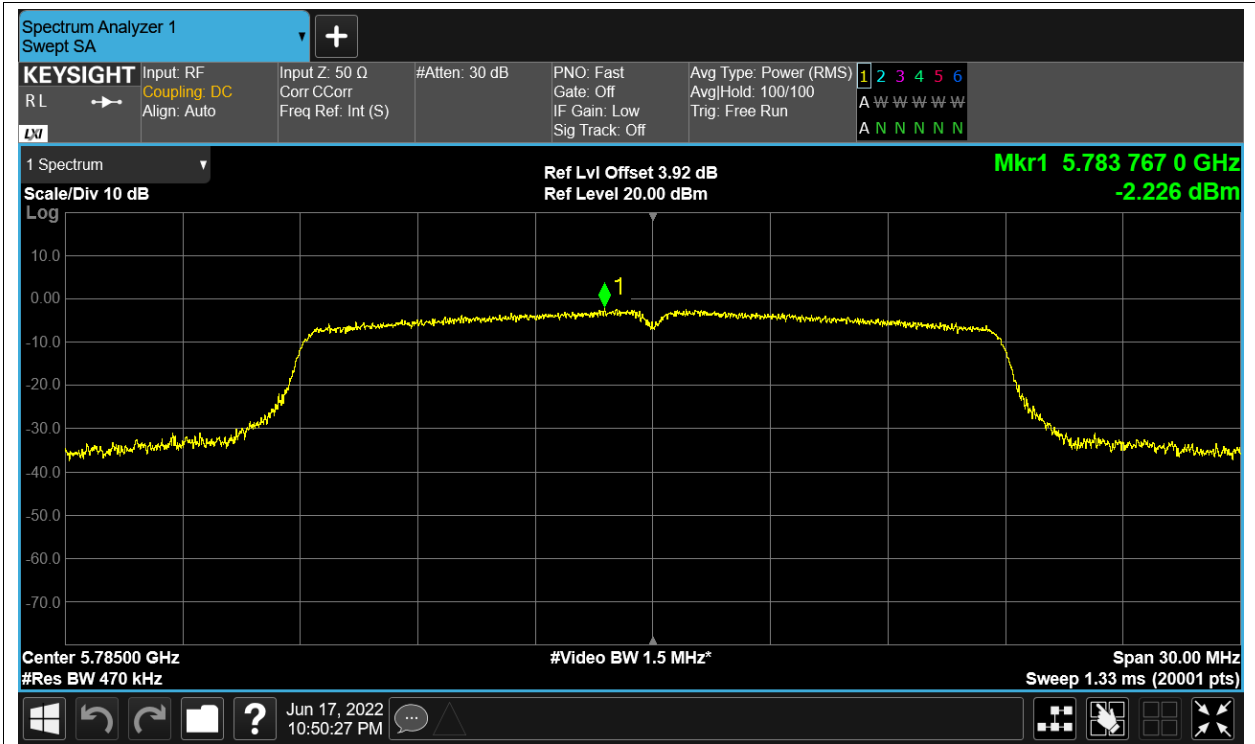 Spectrum Analyzer 1
Swept SA
KEYSIGHT
R L
LXI
Input: RF
Coupling: DC
Align: Auto
Input Z: 50 Ω
Corr CCorr
Freq Ref: Int (S)
#Atten: 30 dB
PNO: Fast
Gate: Off
IF Gain: Low
Sig Track: Off
Avg Type: Power (RMS)
Avg|Hold: 100/100
Trig: Free Run
1 2 3 4 5 6
A W W W W W
A N N N N N
1 Spectrum
Scale/Div 10 dB
Log
Ref Lvl Offset 3.92 dB
Ref Level 20.00 dBm
Mkr1 5.783 767 0 GHz
-2.226 dBm
10.0
0.00
1
-10.0
-20.0
-30.0
-40.0
-50.0
-60.0
-70.0
Center 5.78500 GHz
#Video BW 1.5 MHz*
Span 30.00 MHz
#Res BW 470 kHz
Sweep 1.33 ms (20001 pts)
?
Jun 17, 2022
10:50:27 PM